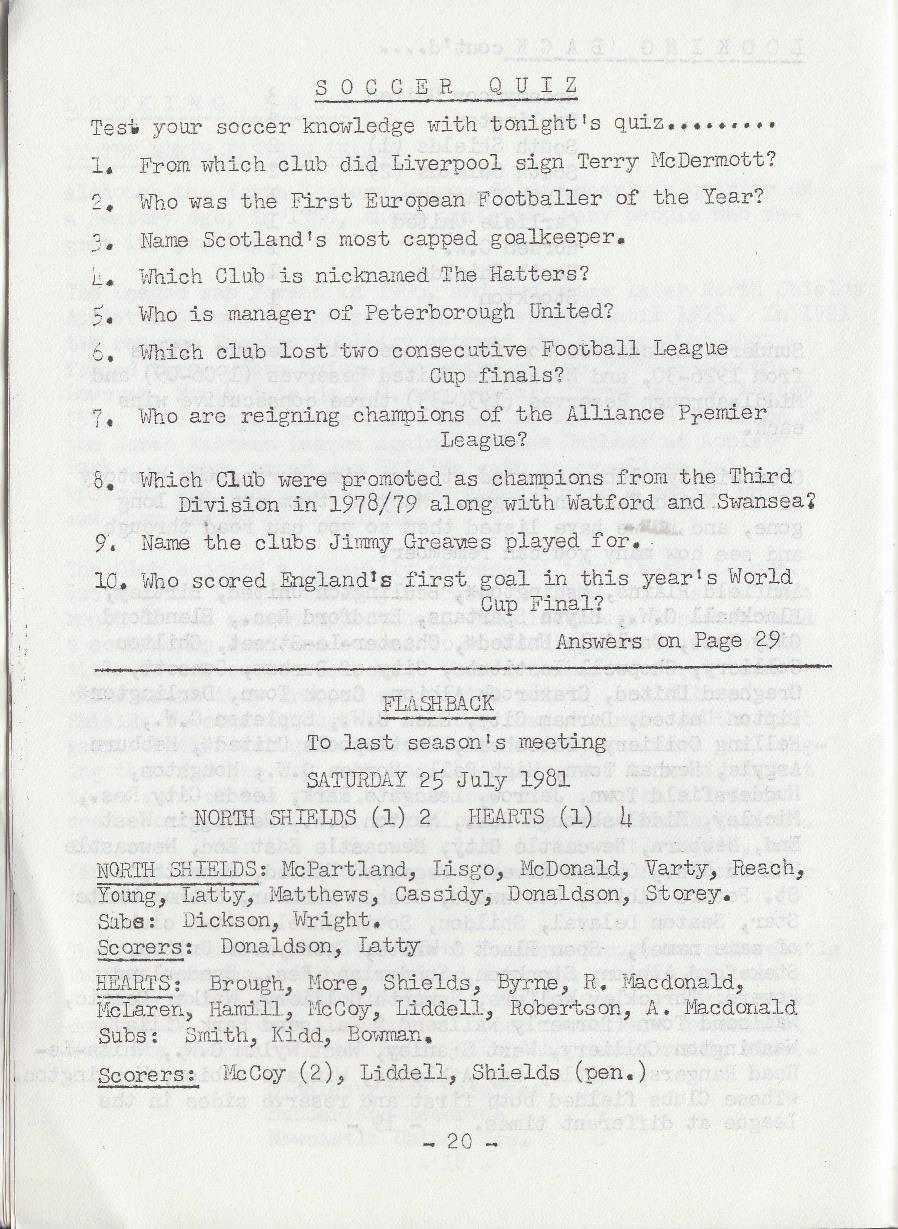 SOCCER QUIZ
Test your soccer knowledge with tonight's quiz.........
1. From which club did Liverpool sign Terry McDermott?
2. Who was the First European Footballer of the Year?
3. Name Scotland's most capped goalkeeper.
4. Which Club is nicknamed The Hatters?
5. Who is manager of Peterborough United?
6. Which club lost two consecutive Football League
Cup finals?
7. Who are reigning champions of the Alliance Premier
League?
8. Which Club were promoted as champions from the Third
Division in 1978/79 along with Watford and Swansea?
9. Name the clubs Jimmy Greaves played for.
10. Who scored England's first goal in this year's World
Cup Final?
Answers on Page 29
FLASHBACK
To last season's meeting
SATURDAY 25 July 1981
NORTH SHIELDS (1) 2 HEARTS (1) 4
NORTH SHIELDS: McPartland, Lisgo, McDonald, Varty, Reach,
Young, Latty, Matthews, Cassidy, Donaldson, Storey.
Subs: Dickson, Wright.
Scorers: Donaldson, Latty
HEARTS: Brough, More, Shields, Byrne, R. Macdonald,
McLaren, Hamill, McCoy, Liddell, Robertson, A. Macdonald
Subs: Smith, Kidd, Bowman.
Scorers: McCoy (2), Liddell, Shields (pen.)
- 20 -